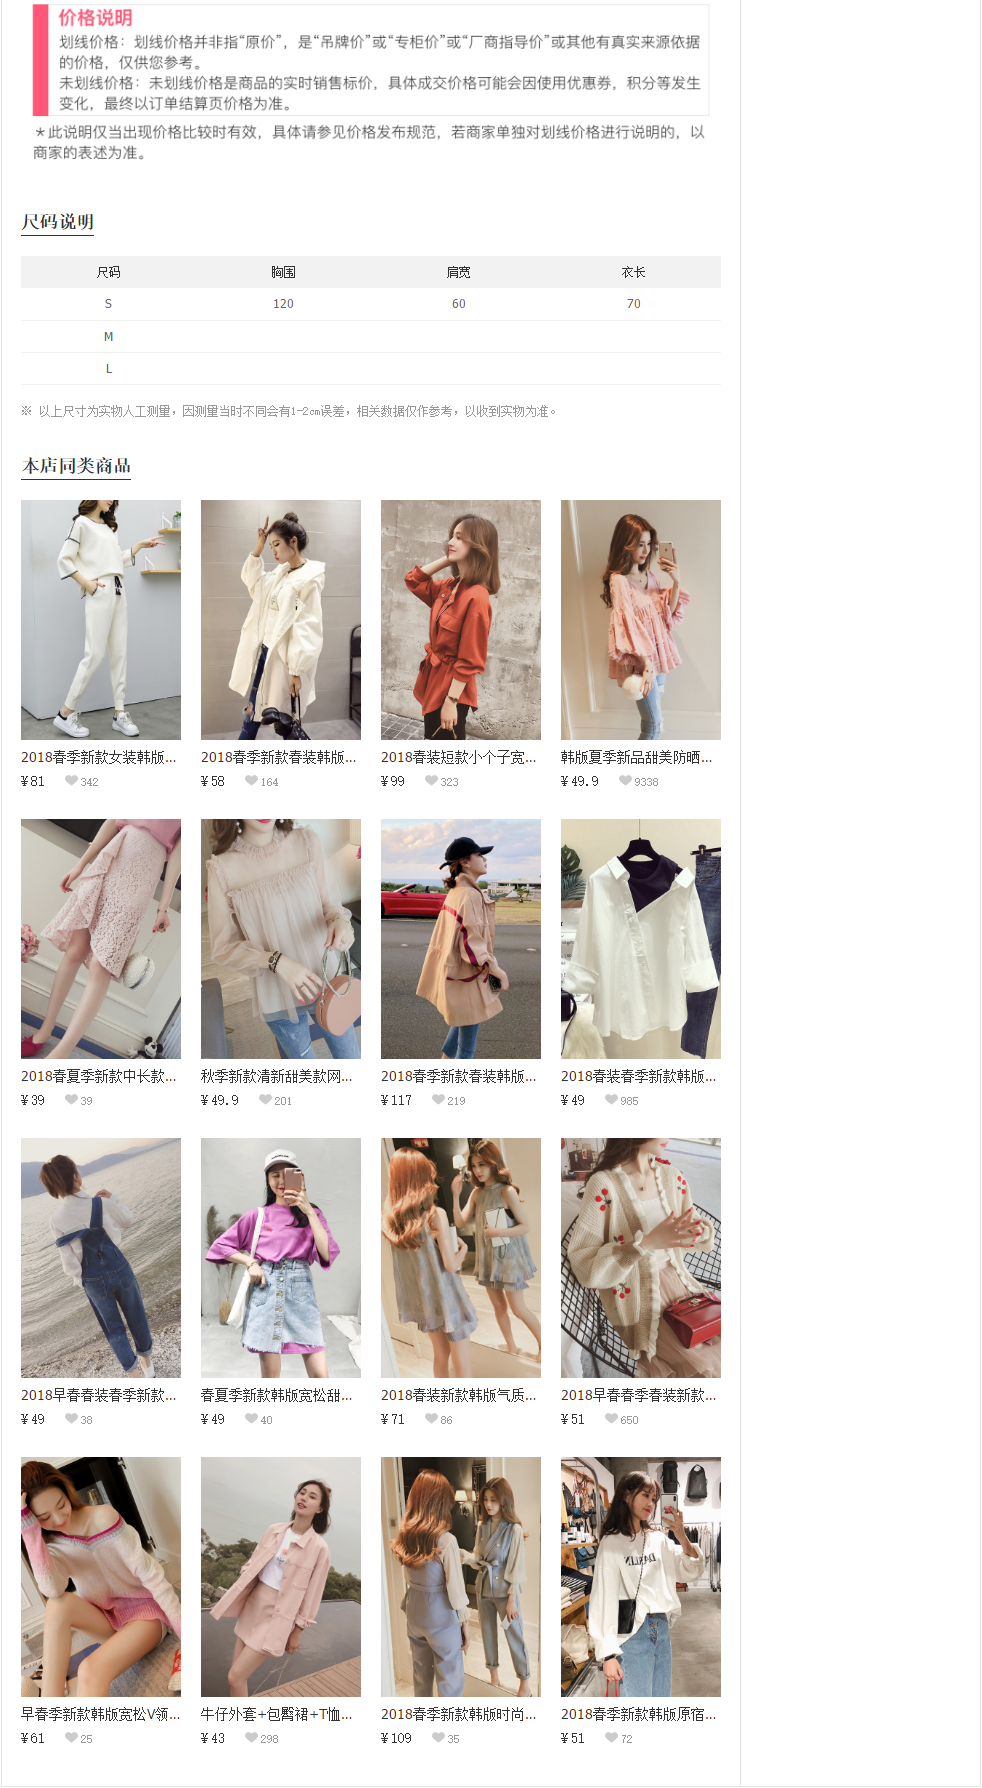 价格说明
划线价格：划线价格并非指“原价”，是“吊牌价”或“专柜价”或“厂商指导价”或其他有真实来源依据
的价格，仅供您参考。
未划线价格：未划线价格是商品的实时销售标价，具体成交价格可能会因使用优惠券，积分等发生
变化，最终以订单结算页价格为准。
＊此说明仅当出现价格比较时有效，具体请参见价格发布规范，若商家单独对划线价格进行说明的，以
商家的表述为准。
尺码说明
尺码 胸围 肩宽 衣长
S 120 60 70
M
L
※ 以上尺寸为实物人工测量，因测量当时不同会有1-2cm误差，相关数据仅作参考，以收到实物为准。
本店同类商品
2018春季新款女装韩版... 2018春季新款春装韩版... 2018春装短款小个子宽... 韩版夏季新品甜美防晒...
¥81 342 ¥58 164 ¥99 323 ¥49.9 9338
2018春夏季新款中长款... 秋季新款清新甜美款网... 2018春季新款春装韩版... 2018春装春季新款韩版...
¥39 39 ¥49.9 201 ¥117 219 ¥49 985
2018早春春装春季新款... 春夏季新款韩版宽松甜... 2018春装新款韩版气质... 2018早春春季春装新款...
¥49 38 ¥49 40 ¥71 86 ¥51 650
早春季新款韩版宽松V领... 牛仔外套+包臀裙+T恤... 2018春季新款韩版时尚... 2018春季新款韩版原宿...
¥61 25 ¥43 298 ¥109 35 ¥51 72